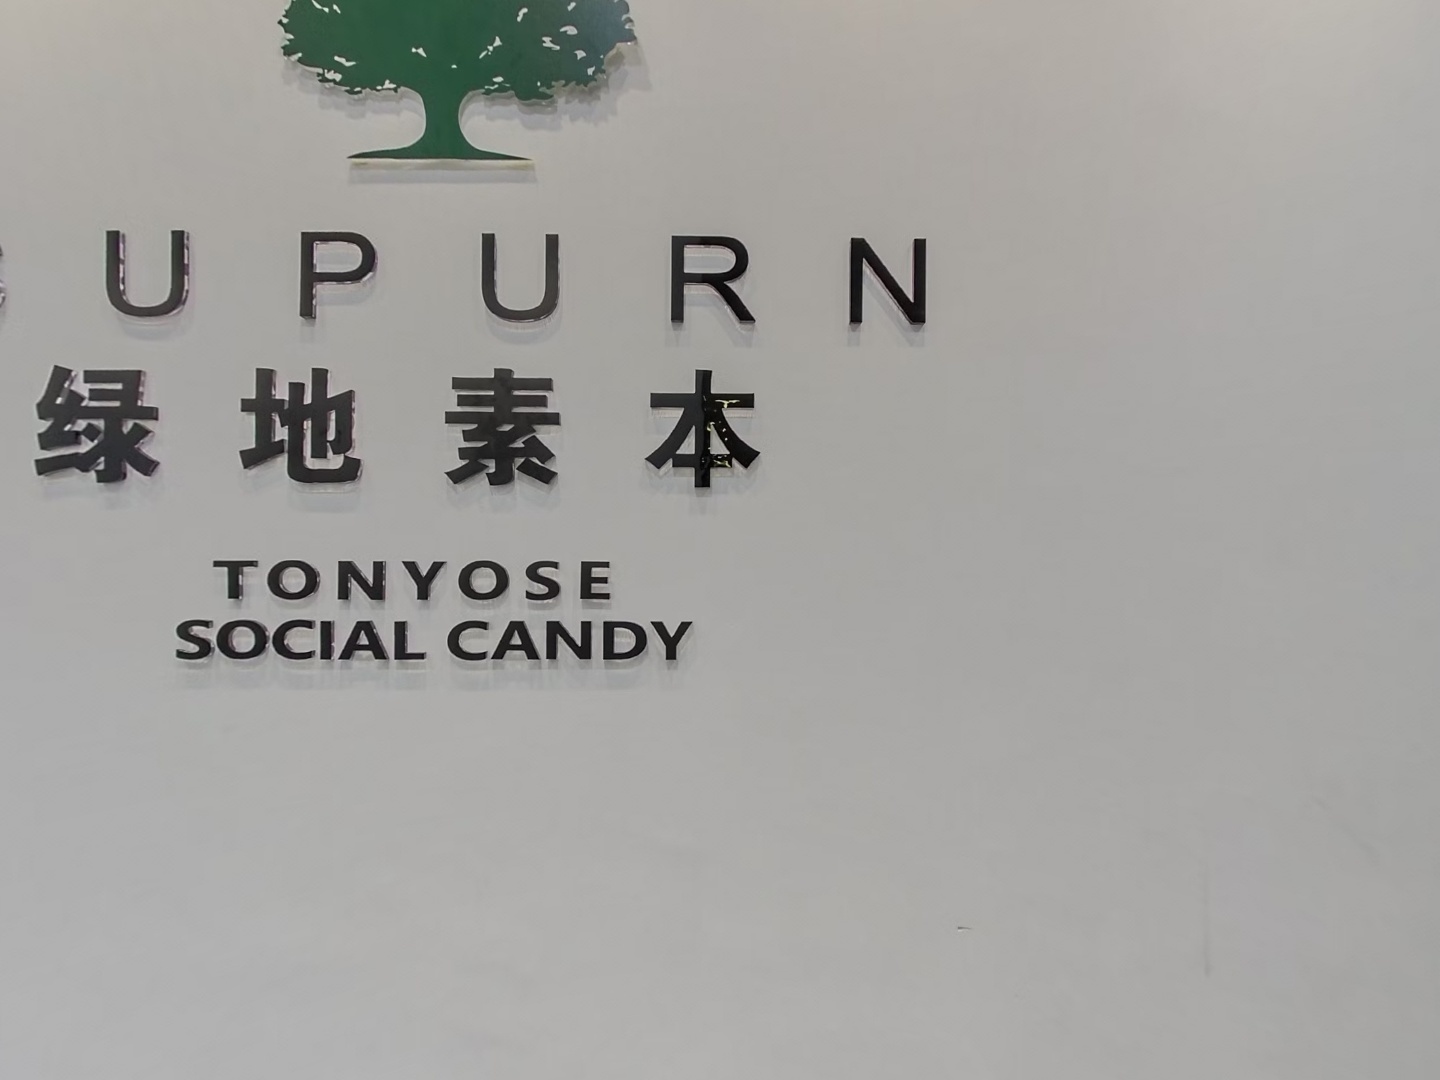 UPURN
绿地素本
TONYOSE
SOCIAL CANDY